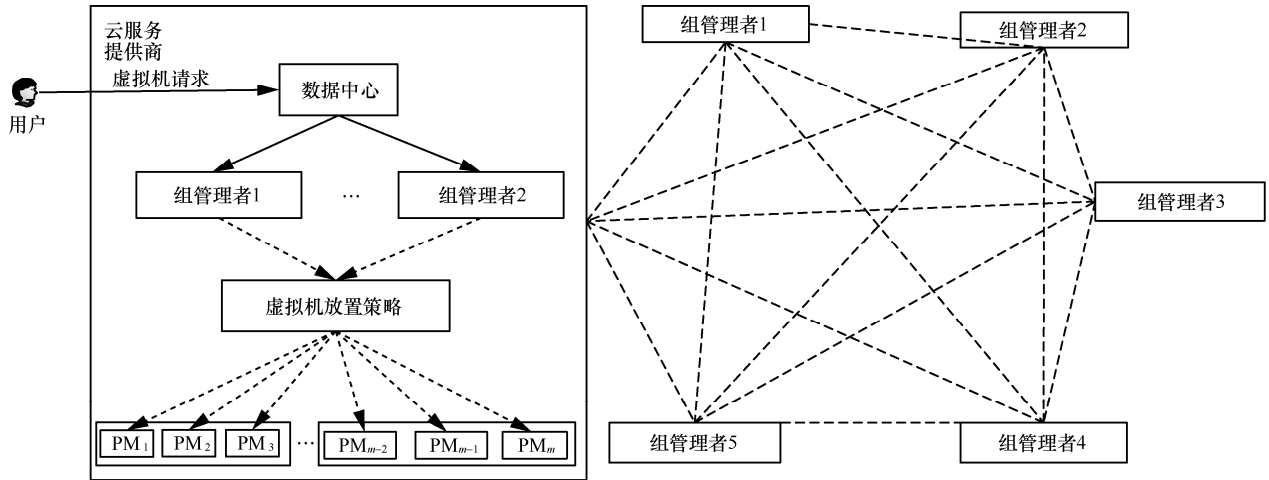 云服务
提供商
虚拟机请求
用户
数据中心
组管理者1
…
组管理者2
虚拟机放置策略
PM1
PM2
PM3
…
PMm−2
PMm−1
PMm
组管理者1
组管理者2
组管理者3
组管理者5
组管理者4